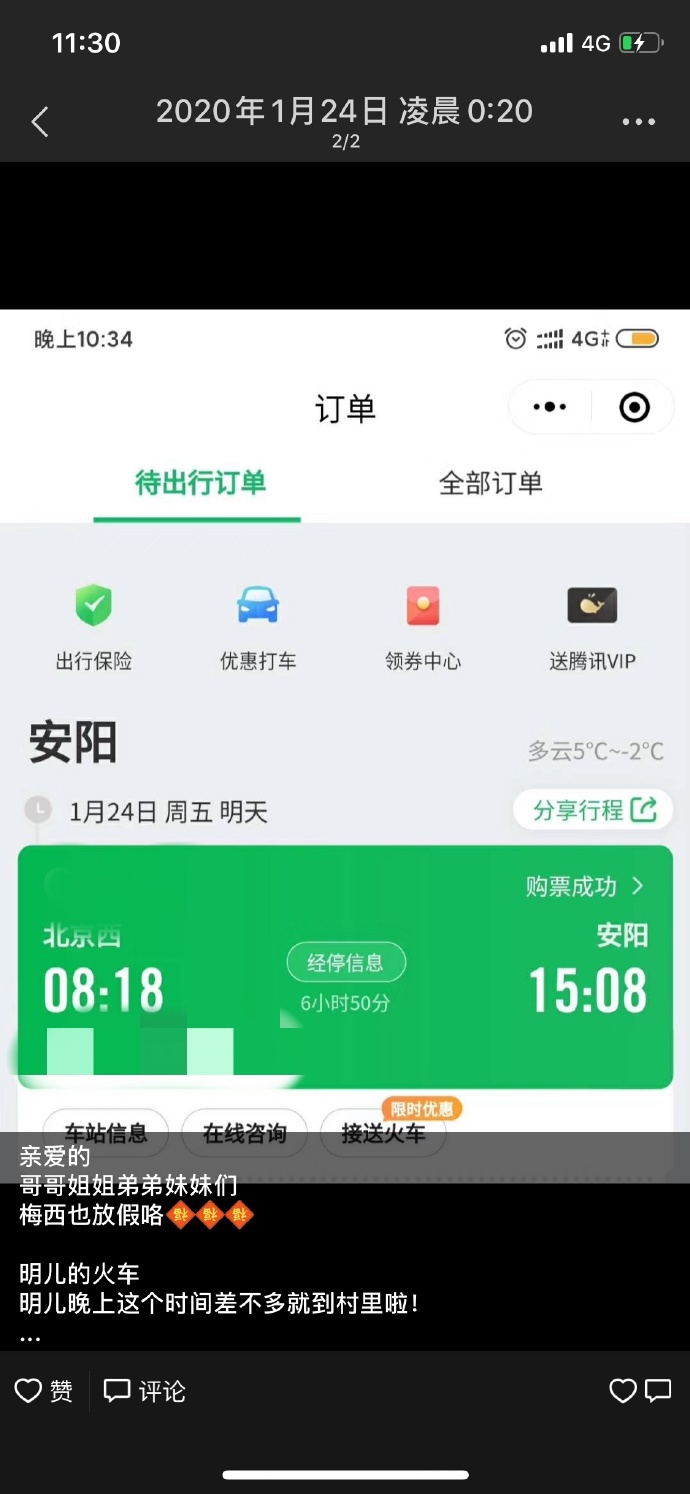 11:30
4G
2020年1月24日 凌晨 0:20
2/2
晚上10:34
4G+
订单
待出行订单
全部订单
出行保险
优惠打车
领券中心
送腾讯VIP
安阳
多云5℃~-2℃
1月24日 周五 明天
分享行程
购票成功
北京西
安阳
08:18
经停信息
15:08
6小时50分
限时优惠
车站信息
在线咨询
接送火车
亲爱的
哥哥姐姐弟弟妹妹们
梅西也放假咯
明儿的火车
明儿晚上这个时间差不多就到村里啦!
...
赞
评论